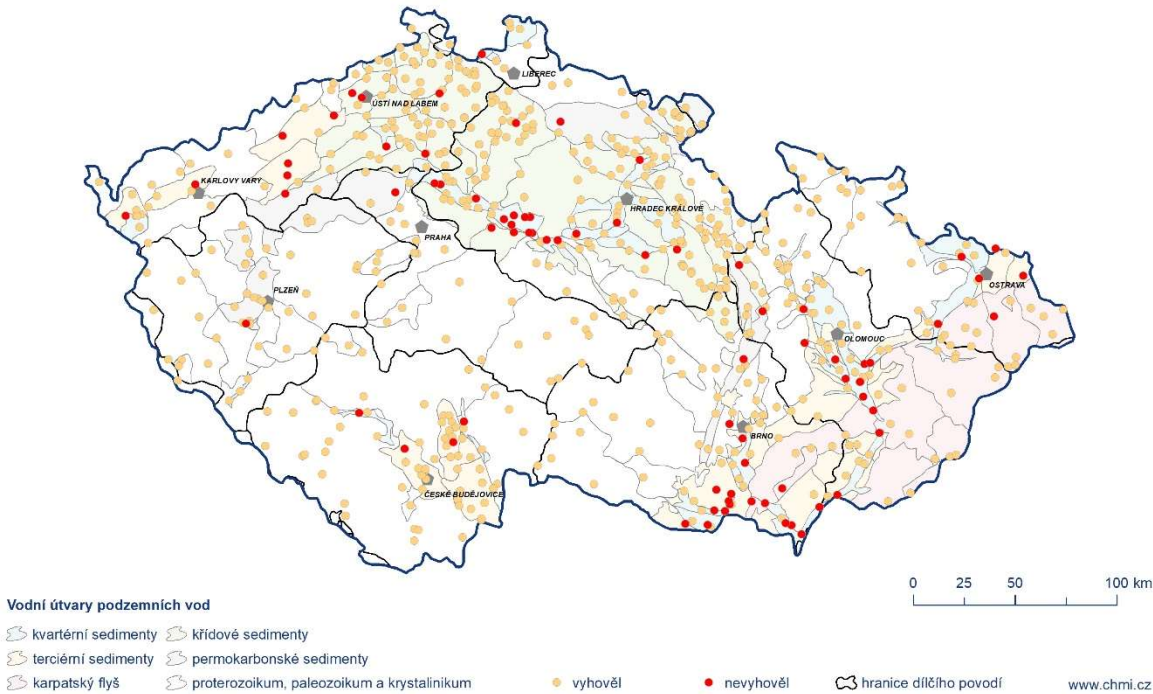 LIBEREC
ÚSTÍ NAD LABEM
KARLOVY VARY
HRADEC KRÁLOVÉ
PRAHA
OSTRAVA
PLZEŇ
OLOMOUC
BRNO
ČESKÉ BUDĚJOVICE
0 25 50 100 km
Vodní útvary podzemních vod
kvartérní sedimenty křídové sedimenty
terciérní sedimenty permokarbonské sedimenty
karpatský flyš proterozoikum, paleozoikum a krystalinikum vyhověl nevyhověl hranice dílčího povodí www.chmi.cz